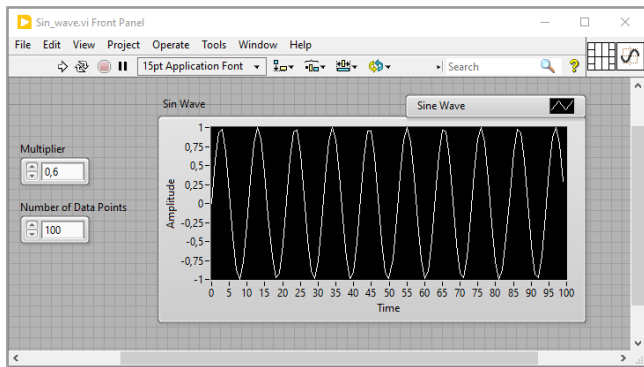 Sin_wave.vi Front Panel
File Edit View Project Operate Tools Window Help
15pt Application Font Search
Sin Wave
Sine Wave
Multiplier
0,6
Number of Data Points
100
Amplitude
1
0,75
0,5
0,25
0
-0,25
-0,5
-0,75
-1
0 5 10 15 20 25 30 35 40 45 50 55 60 65 70 75 80 85 90 95 100
Time